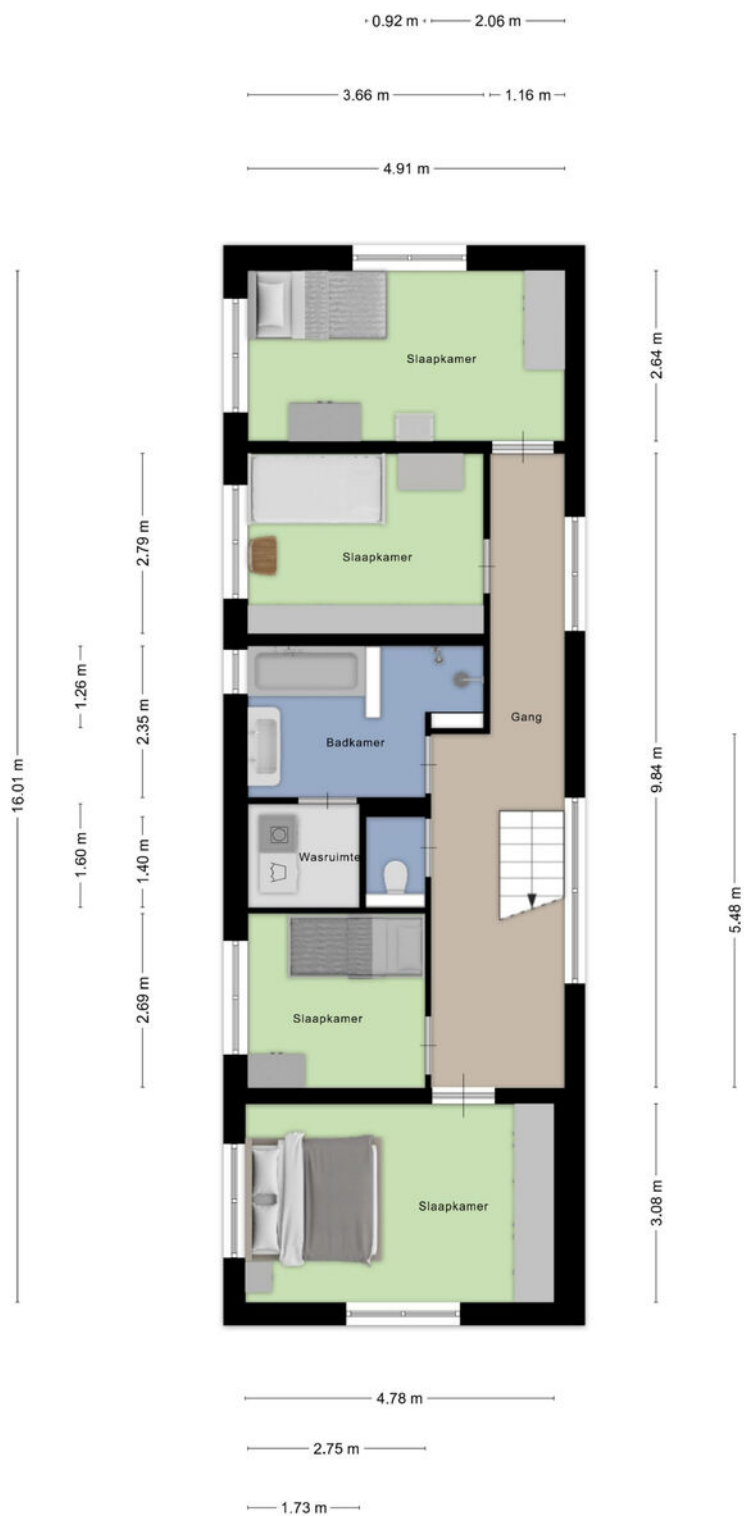 0.92 m
2.06 m
3.66 m
1.16 m
4.91 m
Slaapkamer
2.64 m
2.79 m
Slaapkamer
1.26 m
2.35 m
Badkamer
Gang
16.01 m
9.84 m
1.60 m
1.40 m
Wasruimte
5.48 m
2.69 m
Slaapkamer
3.08 m
Slaapkamer
4.78 m
2.75 m
1.73 m